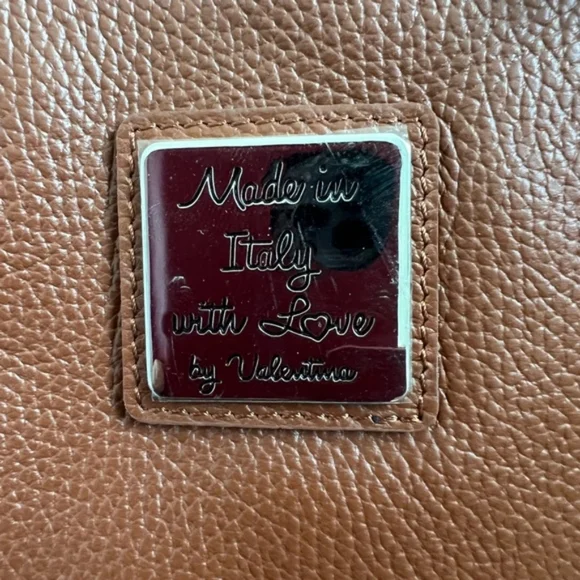 Made in
Italy
with Love
by Valentina